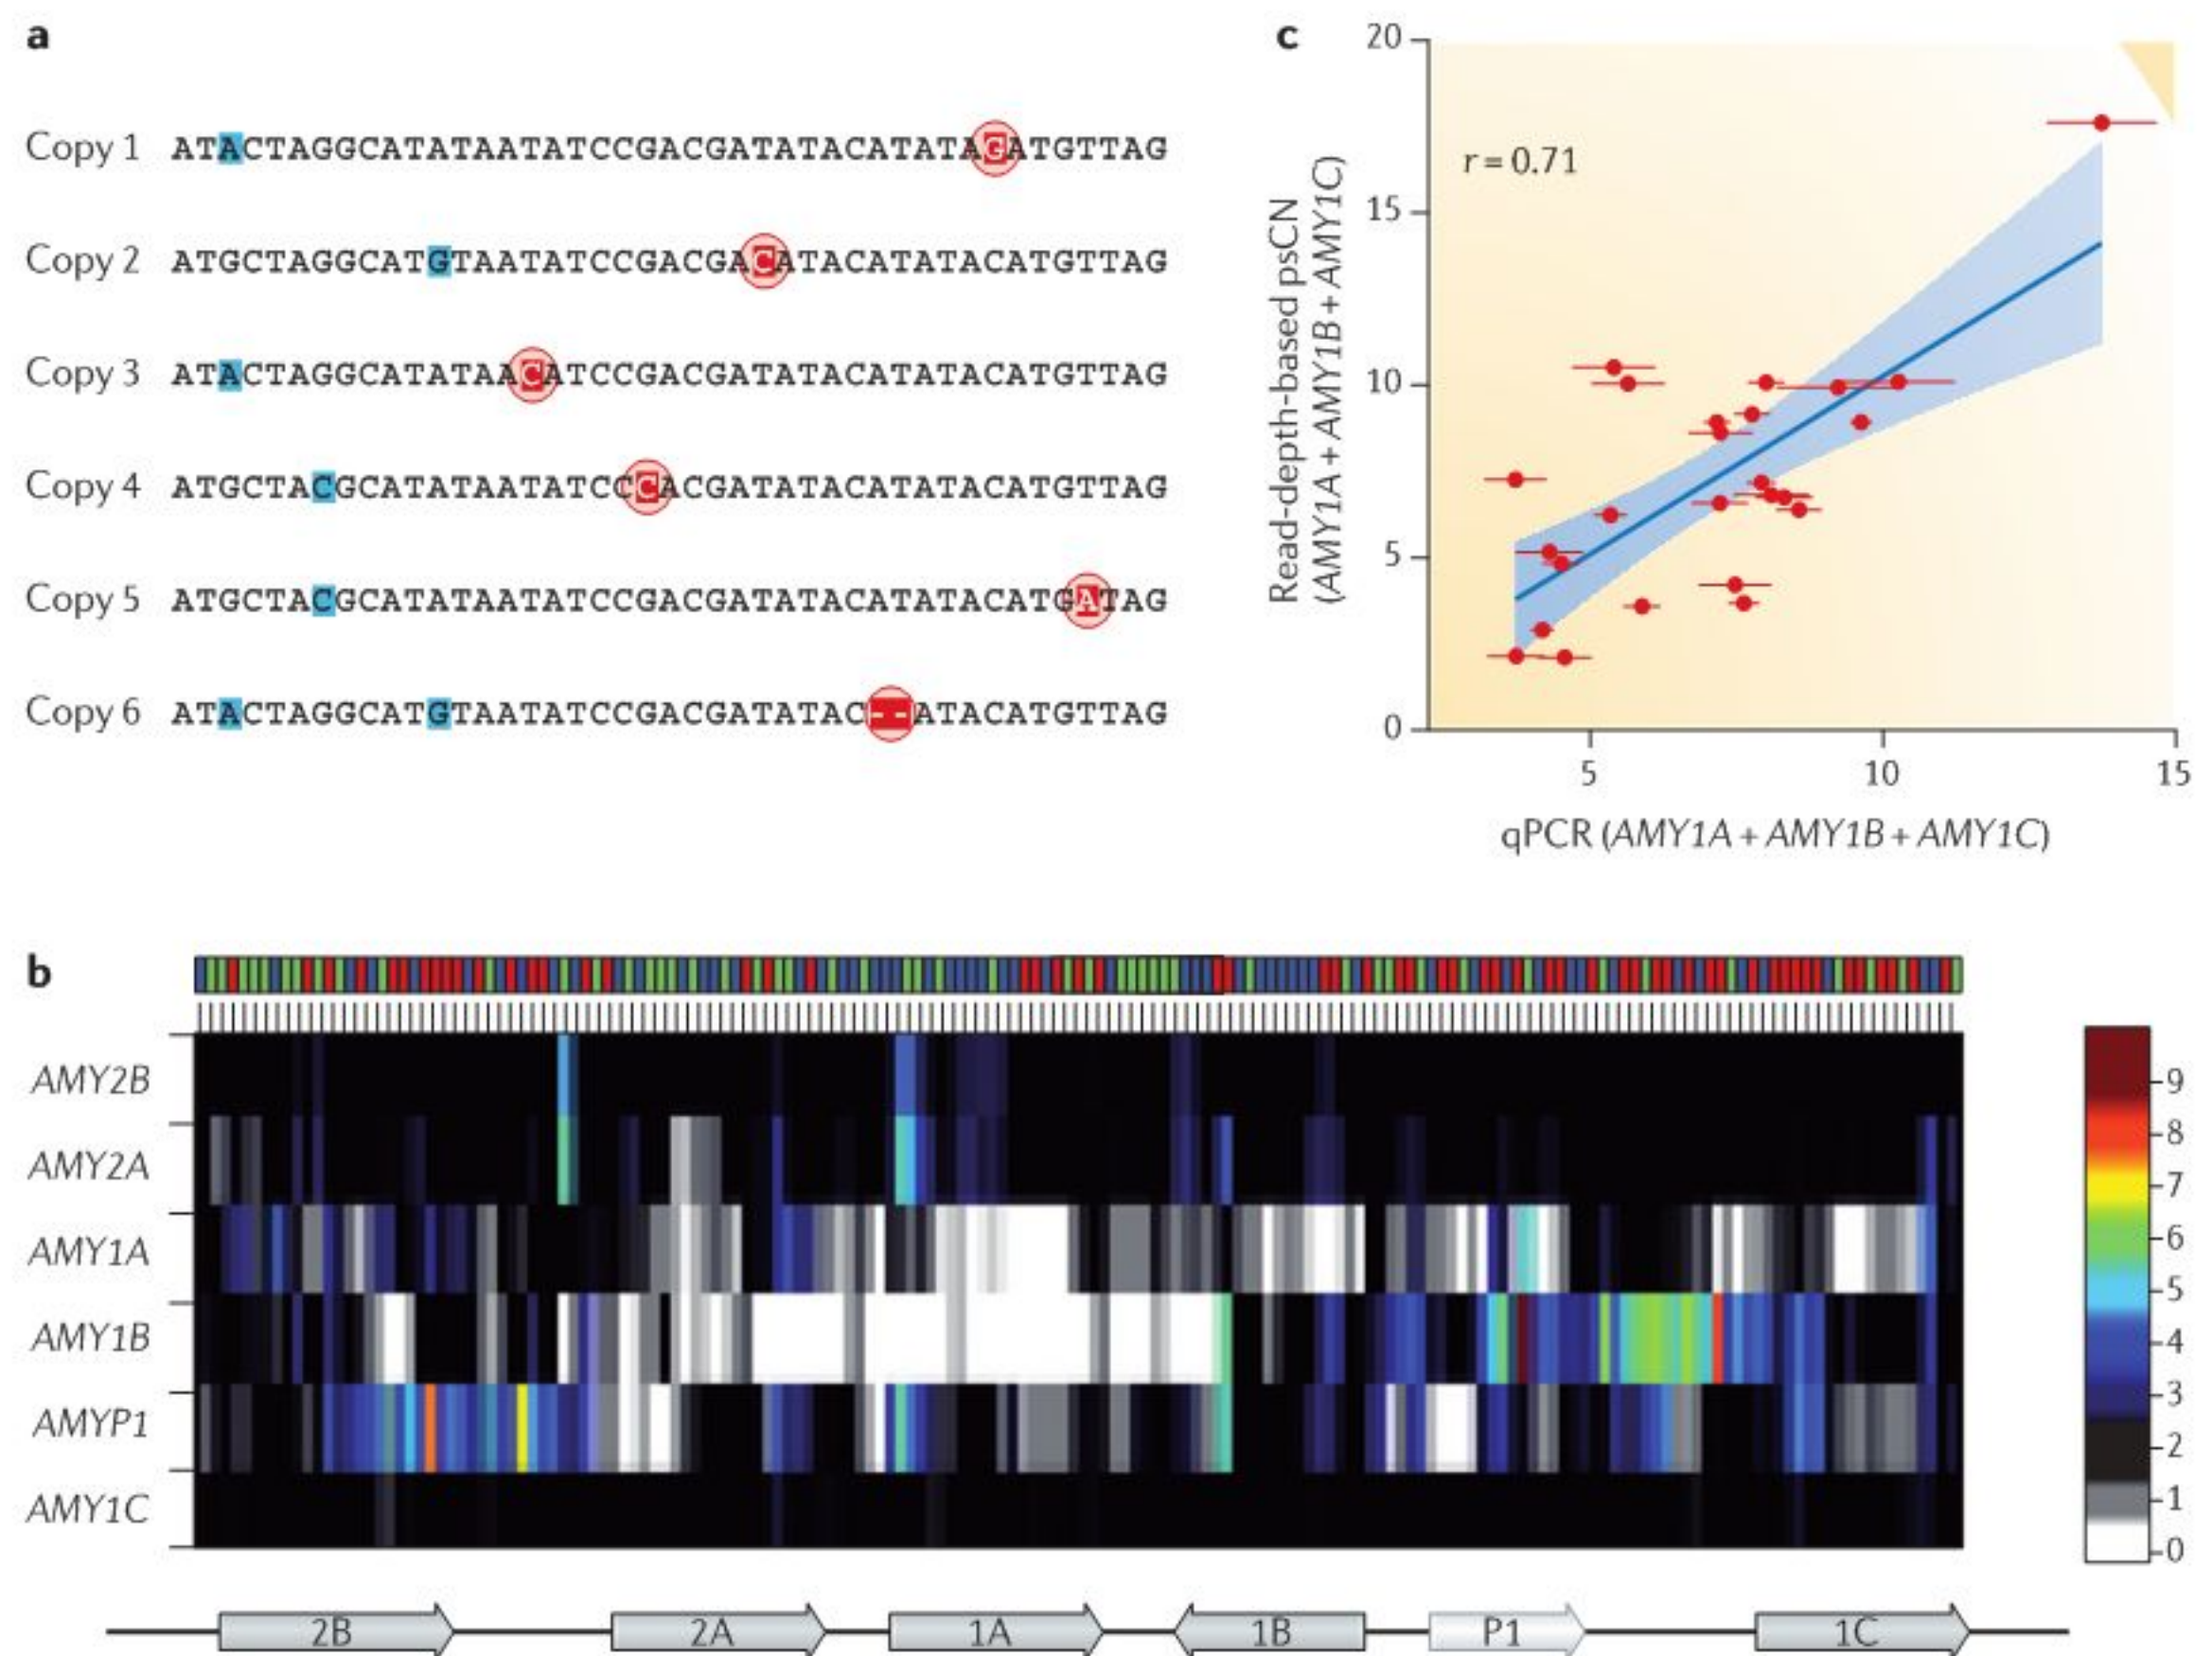 a
Copy 1 ATACTAGGCATATAATATCCGACGATATACATATAGATGTTAG
Copy 2 ATGCTAGGCATGTAATATCCGACGACATACATATACATGTTAG
Copy 3 ATACTAGGCATATAACATCCGACGATATACATATACATGTTAG
Copy 4 ATGCTACGCATATAATATCCCACGATATACATATACATGTTAG
Copy 5 ATGCTACGCATATAATATCCGACGATATACATATACATGATAG
Copy 6 ATACTAGGCATGTAATATCCGACGATATAC--ATACATGTTAG
c
20
15
10
5
0
r = 0.71
Read-depth-based psCN
(AMY1A + AMY1B + AMY1C)
5 10 15
qPCR (AMY1A + AMY1B + AMY1C)
b
AMY2B
AMY2A
AMY1A
AMY1B
AMYP1
AMY1C
9
8
7
6
5
4
3
2
1
0
2B 2A 1A 1B P1 1C